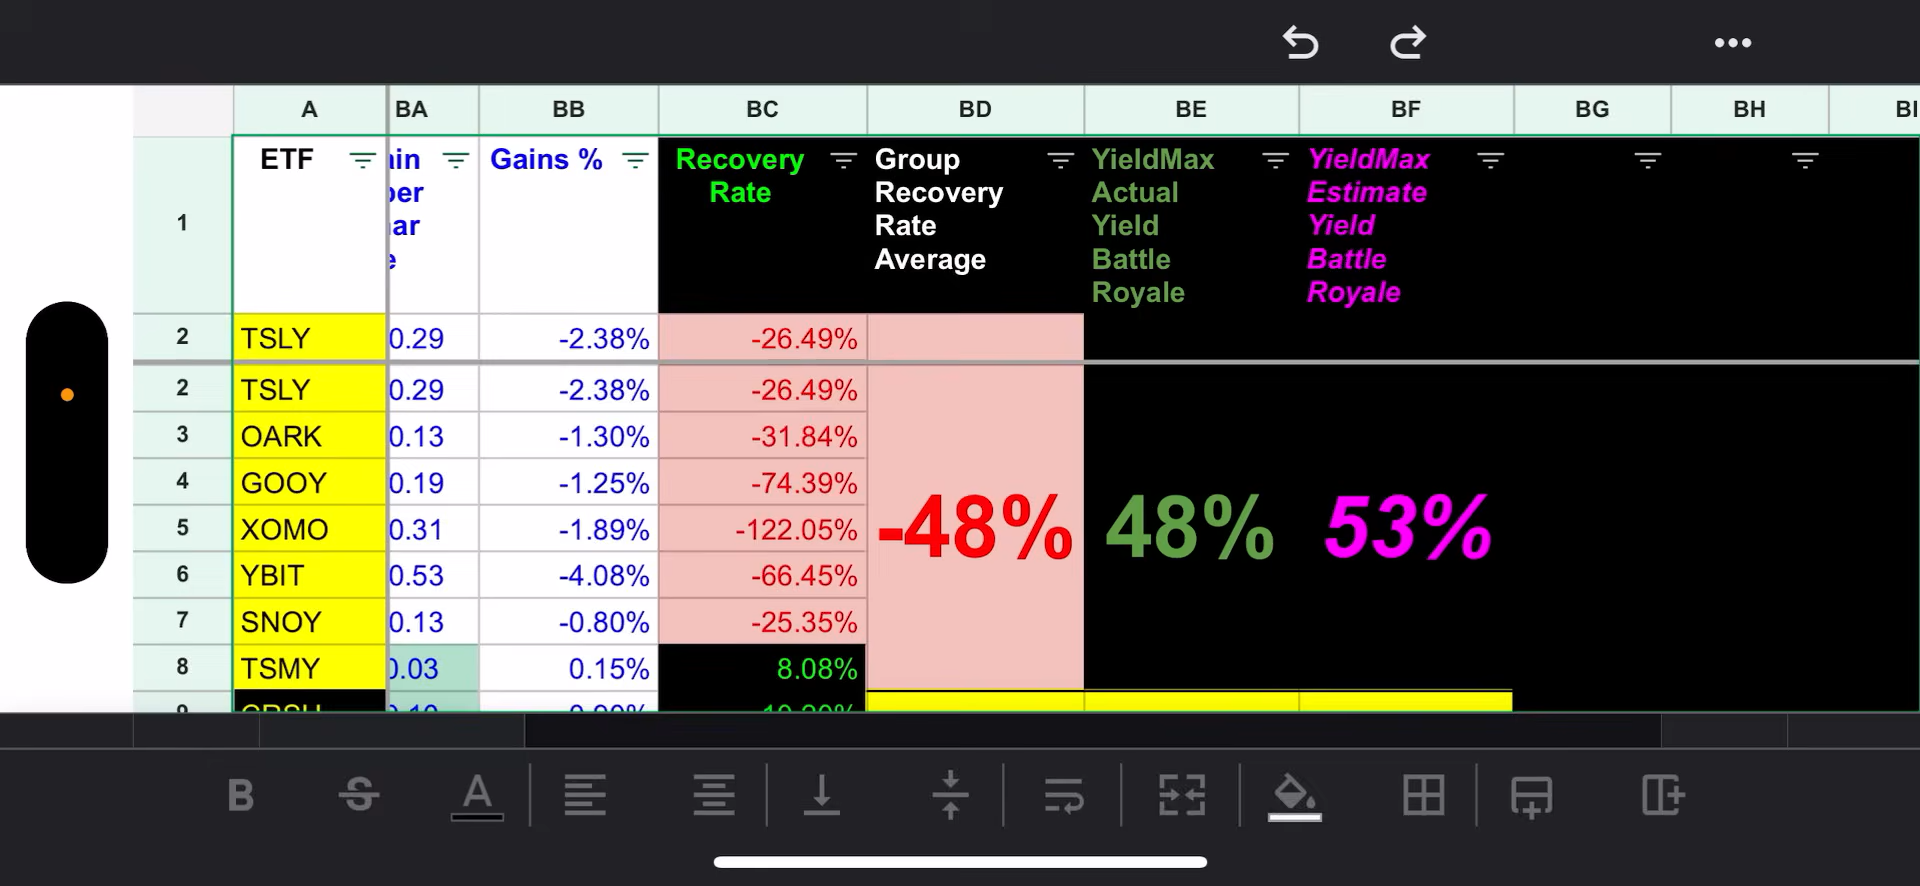 A BA BB BC BD BE BF BG BH BI
1 ETF ain Gains % Recovery Group YieldMax YieldMax
per Rate Recovery Actual Estimate
ar Rate Yield Yield
e Average Battle Battle
Royale Royale
2 TSLY 0.29 -2.38% -26.49%
2 TSLY 0.29 -2.38% -26.49%
3 OARK 0.13 -1.30% -31.84%
4 GOOY 0.19 -1.25% -74.39%
5 XOMO 0.31 -1.89% -122.05% -48% 48% 53%
6 YBIT 0.53 -4.08% -66.45%
7 SNOY 0.13 -0.80% -25.35%
8 TSMY 0.03 0.15% 8.08%
9 CRSH
B S A